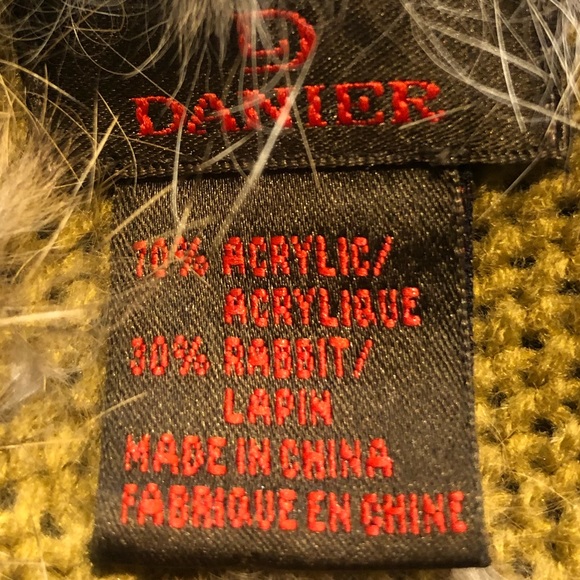 D
DANIER
70% ACRYLIC/
ACRYLIQUE
30% RABBIT/
LAPIN
MADE IN CHINA
FABRIQUE EN CHINE